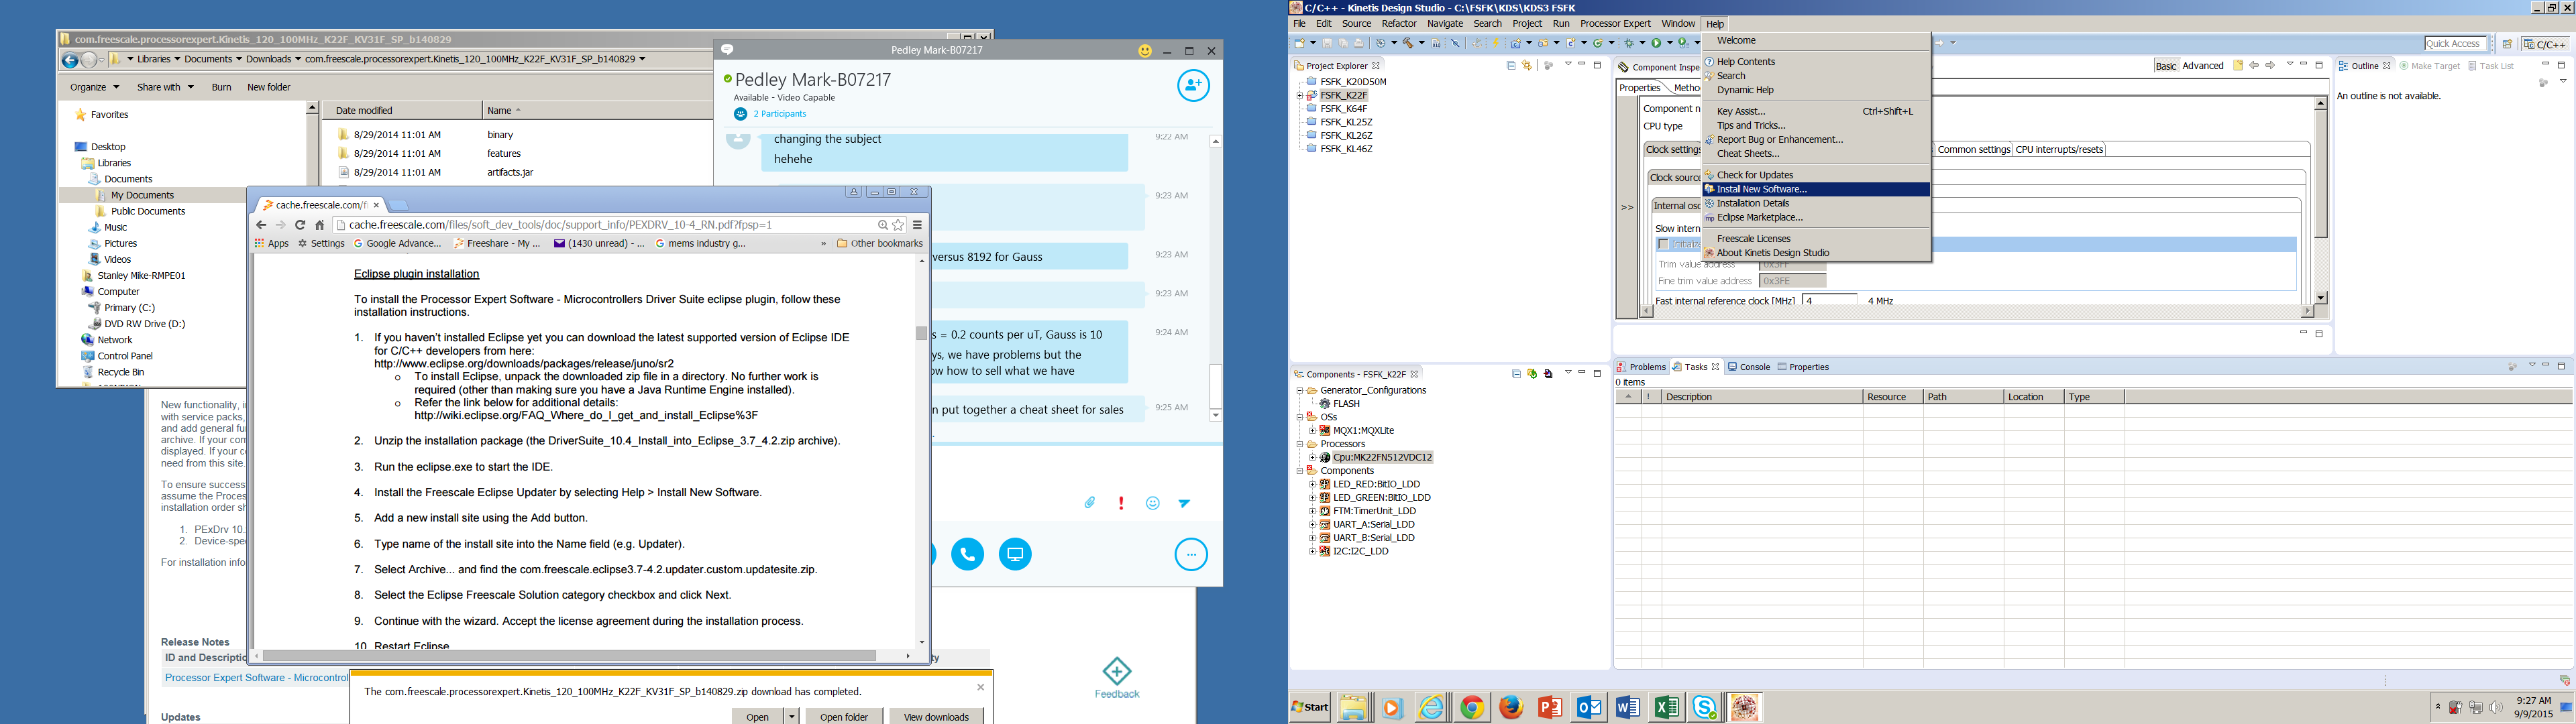 com.freescale.processorexpert.Kinetis_120_100MHz_K22F_KV31F_SP_b140829
Libraries ▾ Documents ▾ Downloads ▾ com.freescale.processorexpert.Kinetis_120_100MHz_K22F_KV31F_SP_b140829
Organize
Share with
Burn
New folder
Favorites
Desktop
Libraries
Documents
My Documents
Public Documents
Music
Pictures
Videos
Stanley Mike-RMPE01
Computer
Primary (C:)
DVD RW Drive (D:)
Network
Control Panel
Recycle Bin
Date modified
Name
8/29/2014 11:01 AM binary
8/29/2014 11:01 AM features
8/29/2014 11:01 AM artifacts.jar
Pedley Mark-B07217
Pedley Mark-B07217
Available - Video Capable
2 Participants
changing the subject
hehehe
9:22 AM
9:23 AM
versus 8192 for Gauss
9:23 AM
9:23 AM
s = 0.2 counts per uT, Gauss is 10
9:24 AM
ys, we have problems but the
ow how to sell what we have
n put together a cheat sheet for sales
9:25 AM
cache.freescale.com/f
cache.freescale.com/files/soft_dev_tools/doc/support_info/PEXDRV_10-4_RN.pdf?fpsp=1
Apps
Settings
Google Advance...
Freeshare - My ...
(1430 unread) - ...
mems industry g...
»
Other bookmarks
Eclipse plugin installation
To install the Processor Expert Software - Microcontrollers Driver Suite eclipse plugin, follow these
installation instructions.
1. If you haven't installed Eclipse yet you can download the latest supported version of Eclipse IDE
for C/C++ developers from here:
http://www.eclipse.org/downloads/packages/release/juno/sr2
o To install Eclipse, unpack the downloaded zip file in a directory. No further work is
required (other than making sure you have a Java Runtime Engine installed).
o Refer the link below for additional details:
http://wiki.eclipse.org/FAQ_Where_do_I_get_and_install_Eclipse%3F
2. Unzip the installation package (the DriverSuite_10.4_Install_into_Eclipse_3.7_4.2.zip archive).
3. Run the eclipse.exe to start the IDE.
4. Install the Freescale Eclipse Updater by selecting Help > Install New Software.
5. Add a new install site using the Add button.
6. Type name of the install site into the Name field (e.g. Updater).
7. Select Archive... and find the com.freescale.eclipse3.7-4.2.updater.custom.updatesite.zip.
8. Select the Eclipse Freescale Solution category checkbox and click Next.
9. Continue with the wizard. Accept the license agreement during the installation process.
10. Restart Eclipse
New functionality, i
with service packs,
and add general fu
archive. If your com
displayed. If your c
need from this site.
To ensure success
assume the Proces
installation order sh
1. PExDrv 10.
2. Device-spe
For installation info
Release Notes
ID and Descriptio
ty
Processor Expert Software - Microcontrol
Updates
Feedback
The com.freescale.processorexpert.Kinetis_120_100MHz_K22F_KV31F_SP_b140829.zip download has completed.
Open
Open folder
View downloads
C/C++ - Kinetis Design Studio - C:\FSFK\KDS\KDS3 FSFK
File Edit Source Refactor Navigate Search Project Run Processor Expert Window Help
Quick Access
C/C++
Welcome
Help Contents
Search
Dynamic Help
Key Assist... Ctrl+Shift+L
Tips and Tricks...
Report Bug or Enhancement...
Cheat Sheets...
Check for Updates
Install New Software...
Installation Details
Eclipse Marketplace...
Freescale Licenses
About Kinetis Design Studio
Project Explorer
FSFK_K20D50M
FSFK_K22F
FSFK_K64F
FSFK_KL25Z
FSFK_KL26Z
FSFK_KL46Z
Component Inspe
Basic Advanced
Properties Metho
Component n
CPU type
Clock settings
Common settings
CPU interrupts/resets
Clock sourc
Internal osc
>>
Slow intern
Initialize
Trim value address 0x3FF
Fine trim value address 0x3FE
Fast internal reference clock [MHz] 4 4 MHz
Outline
Make Target
Task List
An outline is not available.
Components - FSFK_K22F
Generator_Configurations
FLASH
OSs
MQX1:MQXLite
Processors
Cpu:MK22FN512VDC12
Components
LED_RED:BitIO_LDD
LED_GREEN:BitIO_LDD
FTM:TimerUnit_LDD
UART_A:Serial_LDD
UART_B:Serial_LDD
I2C:I2C_LDD
Problems
Tasks
Console
Properties
0 items
! Description Resource Path Location Type
Start
9:27 AM
9/9/2015